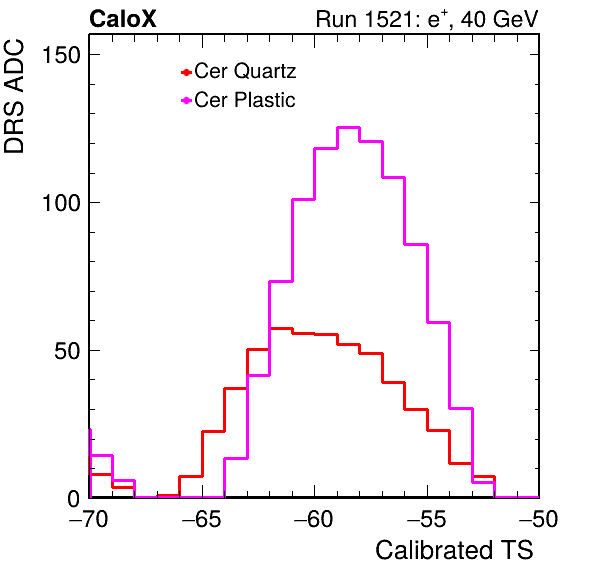 CaloX Run 1521: e+, 40 GeV
DRS ADC
150
Cer Quartz
Cer Plastic
100
50
0
−70 −65 −60 −55 −50
Calibrated TS